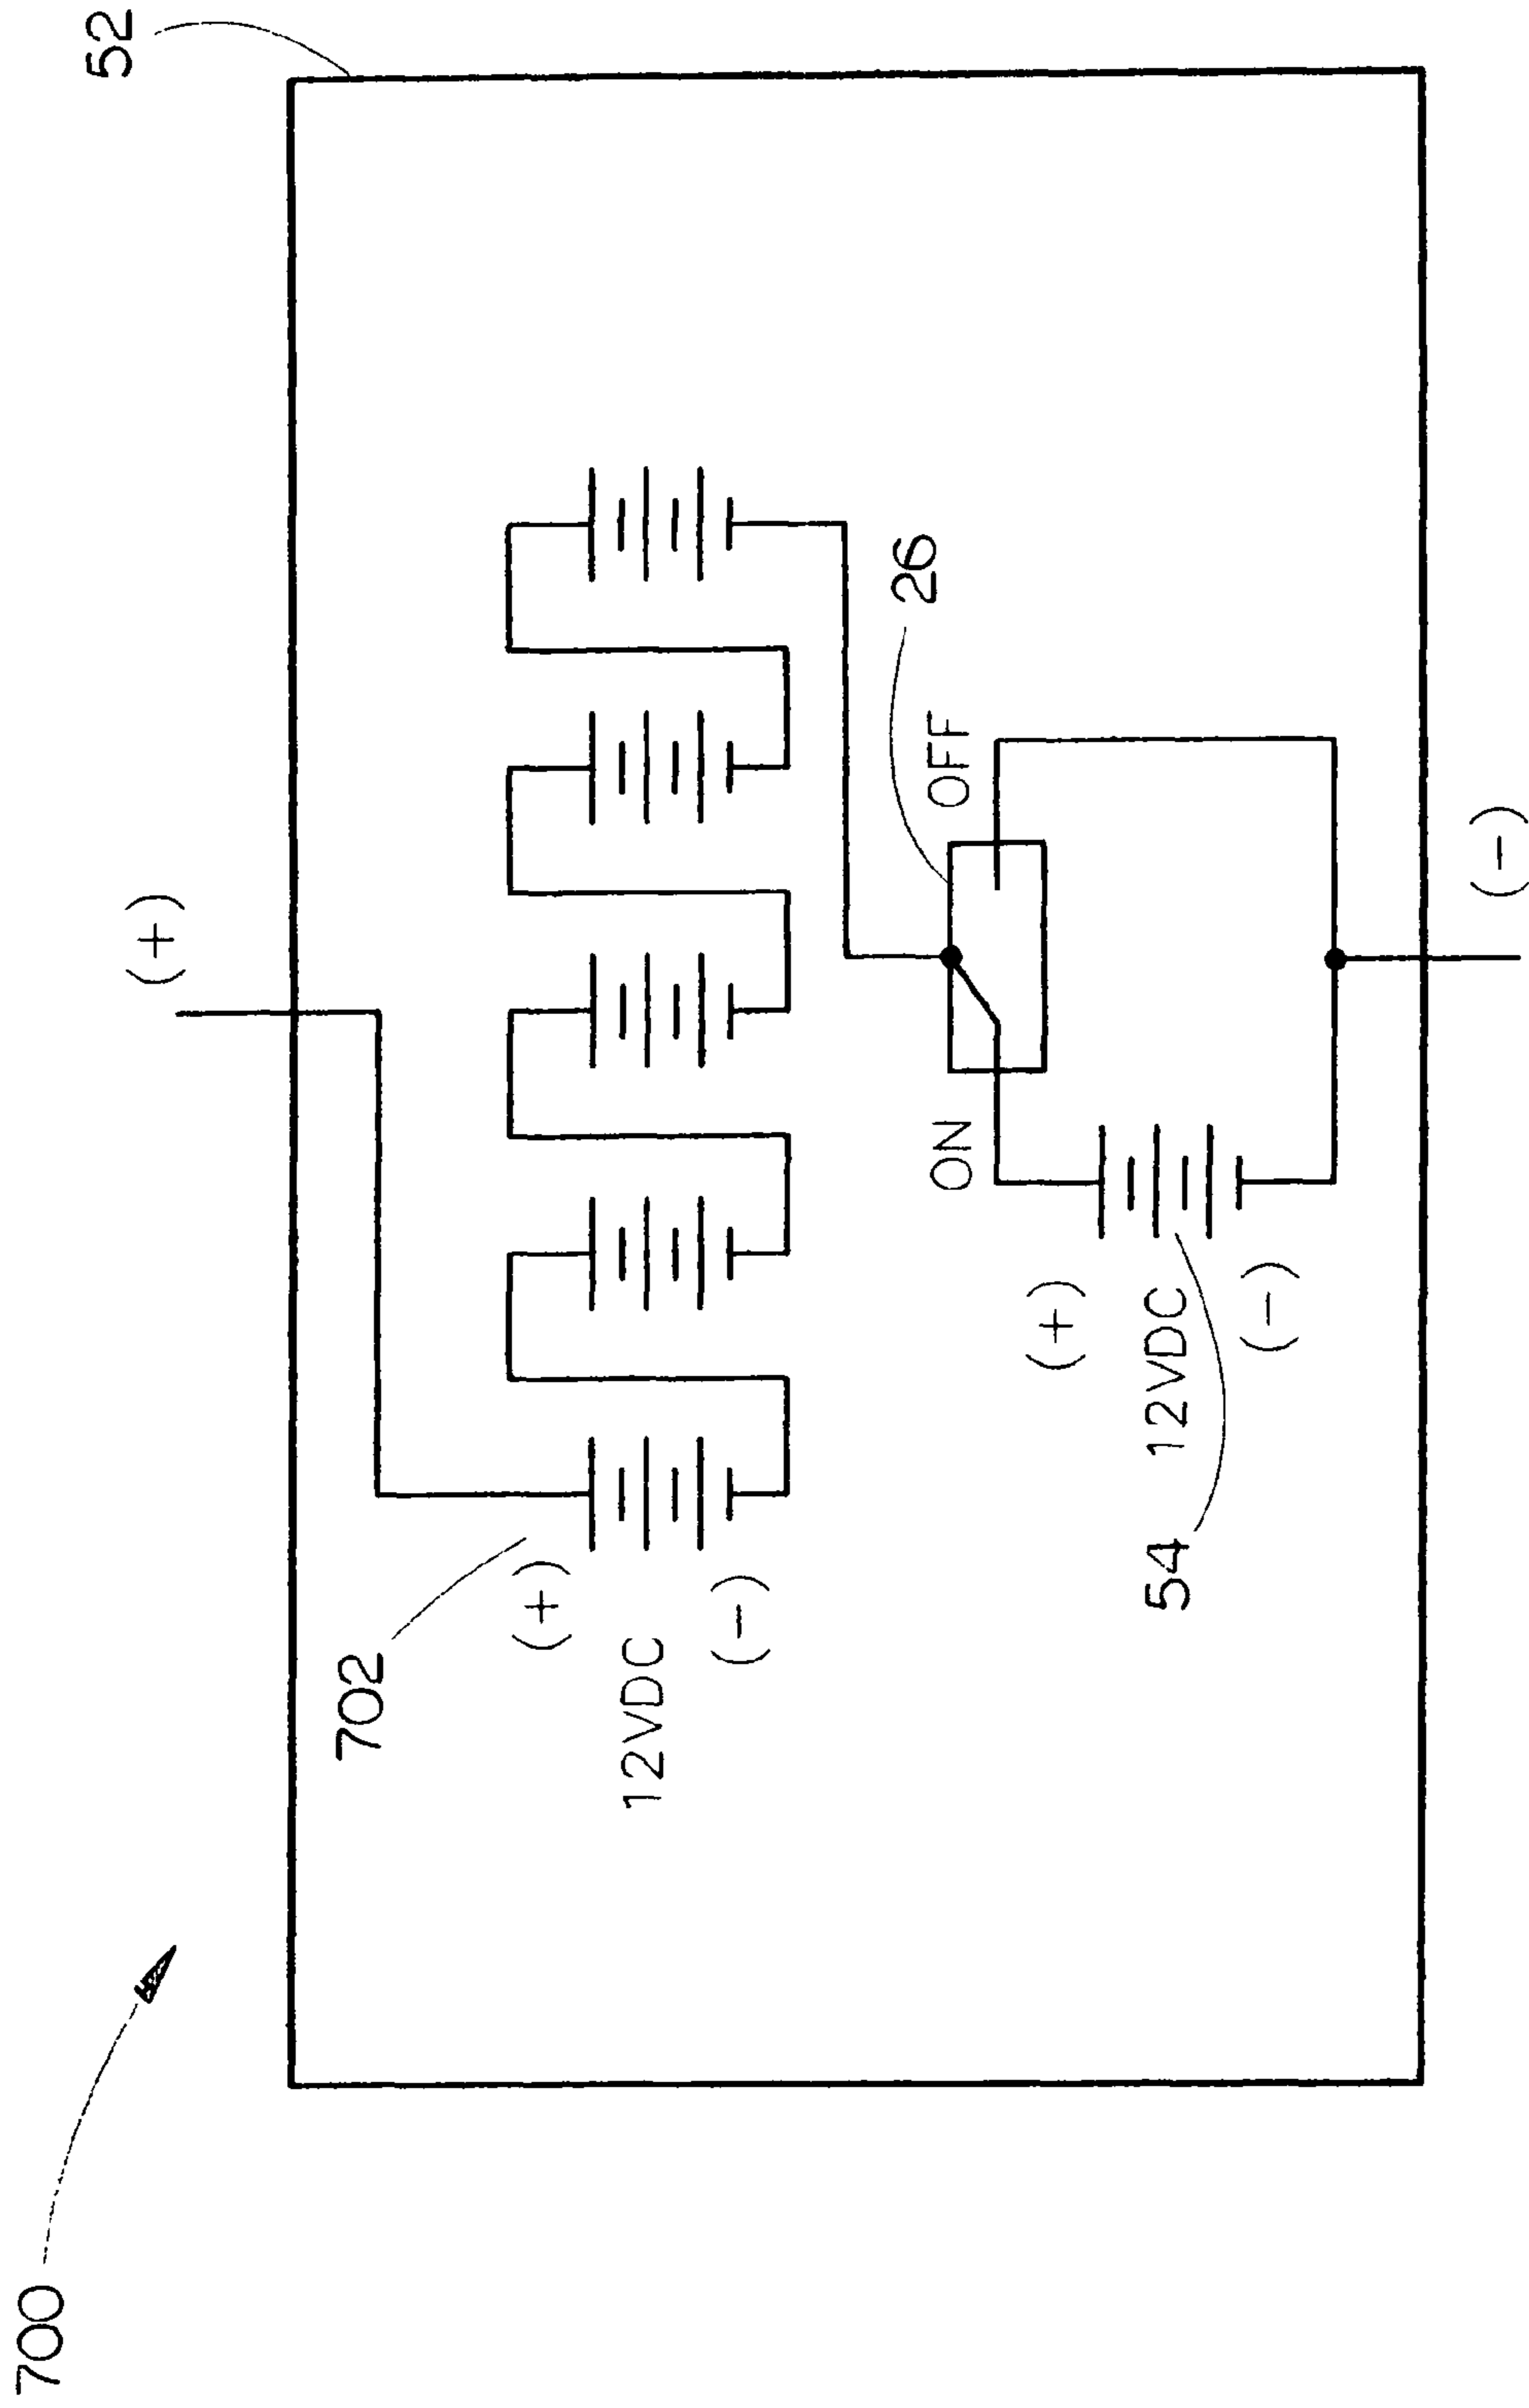 700
52
(+)
702
(+)
12VDC
(-)
26
ON
OFF
(+)
54 12VDC
(-)
(-)